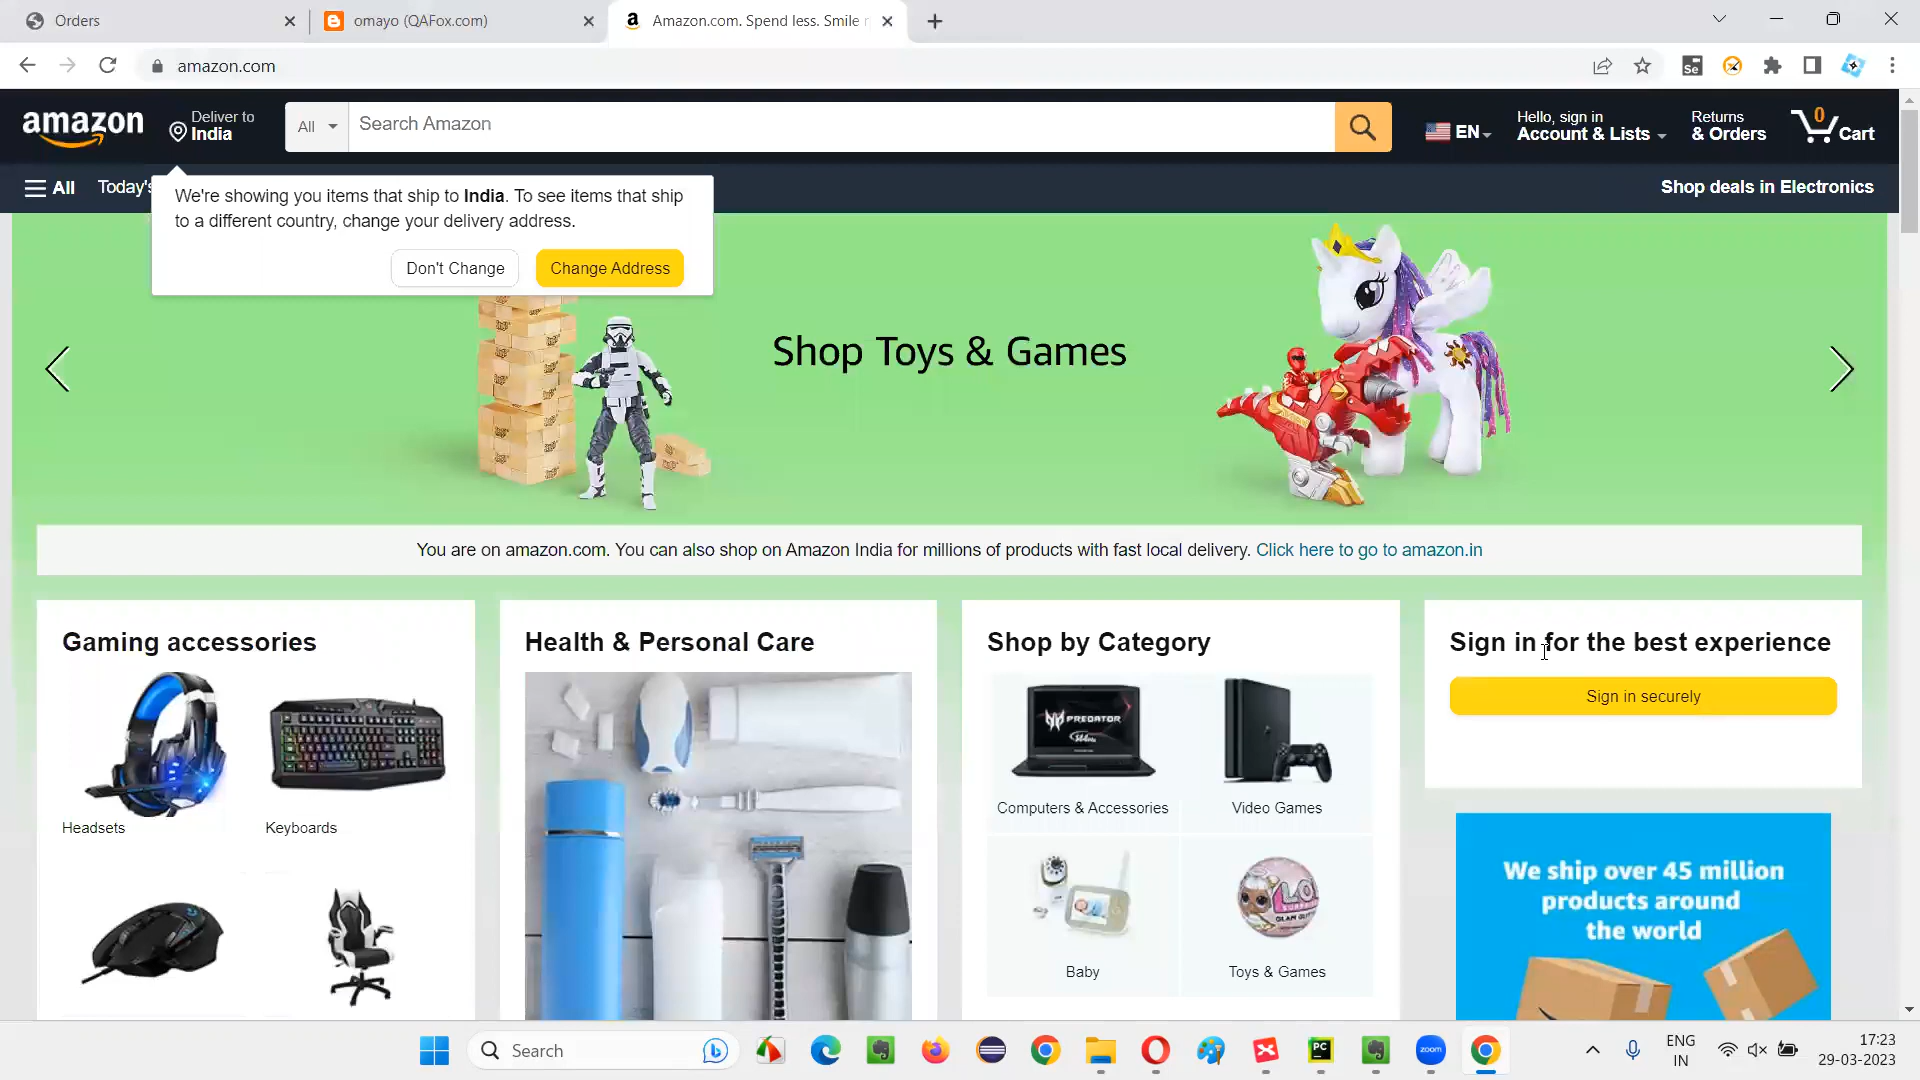 Orders
omayo (QAFox.com)
Amazon.com. Spend less. Smile
amazon.com
amazon
Deliver to
India
All
Search Amazon
EN
Hello, sign in
Account & Lists
Returns
& Orders
0
Cart
All
Today's
Shop deals in Electronics
We're showing you items that ship to India. To see items that ship
to a different country, change your delivery address.
Don't Change
Change Address
Shop Toys & Games
You are on amazon.com. You can also shop on Amazon India for millions of products with fast local delivery. Click here to go to amazon.in
Gaming accessories
Headsets
Keyboards
Health & Personal Care
Shop by Category
PREDATOR
Computers & Accessories
Video Games
Baby
Toys & Games
Sign in for the best experience
Sign in securely
We ship over 45 million
products around
the world
Search
PC
zoom
ENG
IN
17:23
29-03-2023